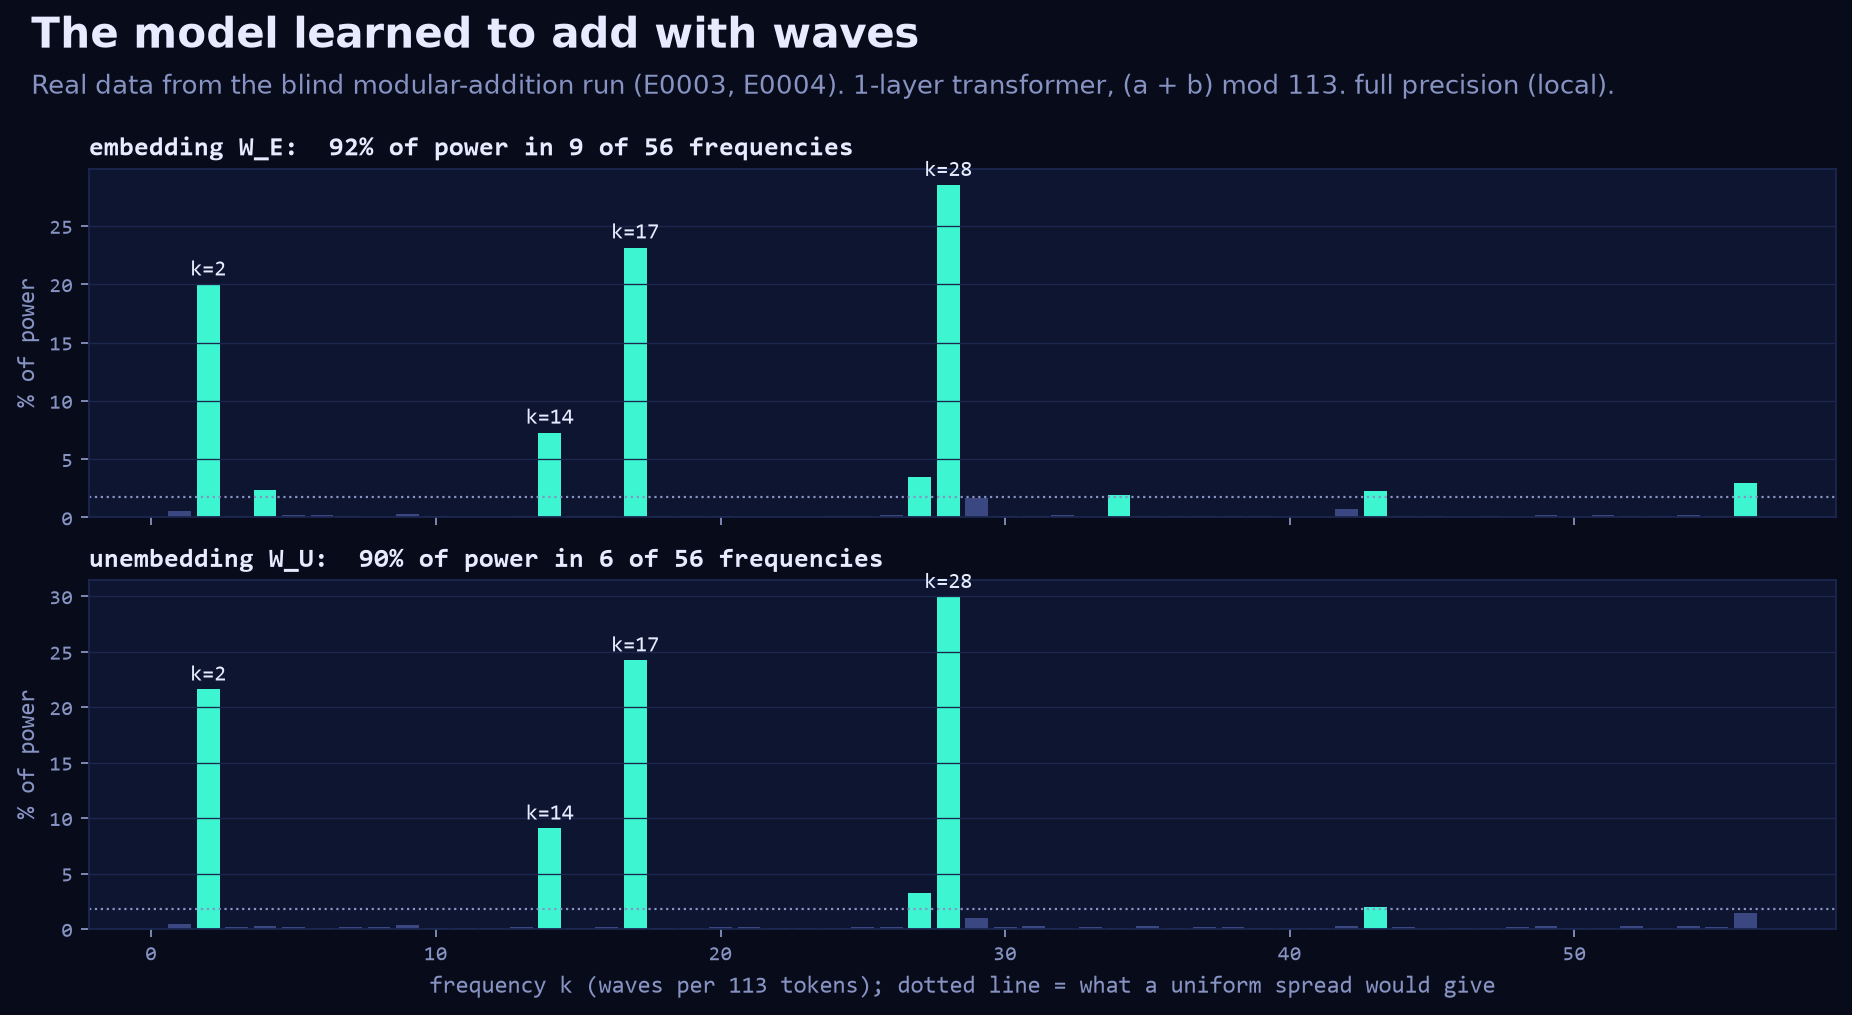 The model learned to add with waves
Real data from the blind modular-addition run (E0003, E0004). 1-layer transformer, (a + b) mod 113. full precision (local).
embedding W_E:  92% of power in 9 of 56 frequencies
k=28
k=17
k=2
k=14
25
20
15
10
5
0
% of power
unembedding W_U:  90% of power in 6 of 56 frequencies
k=28
k=17
k=2
k=14
30
25
20
15
10
5
0
% of power
0 10 20 30 40 50
frequency k (waves per 113 tokens); dotted line = what a uniform spread would give